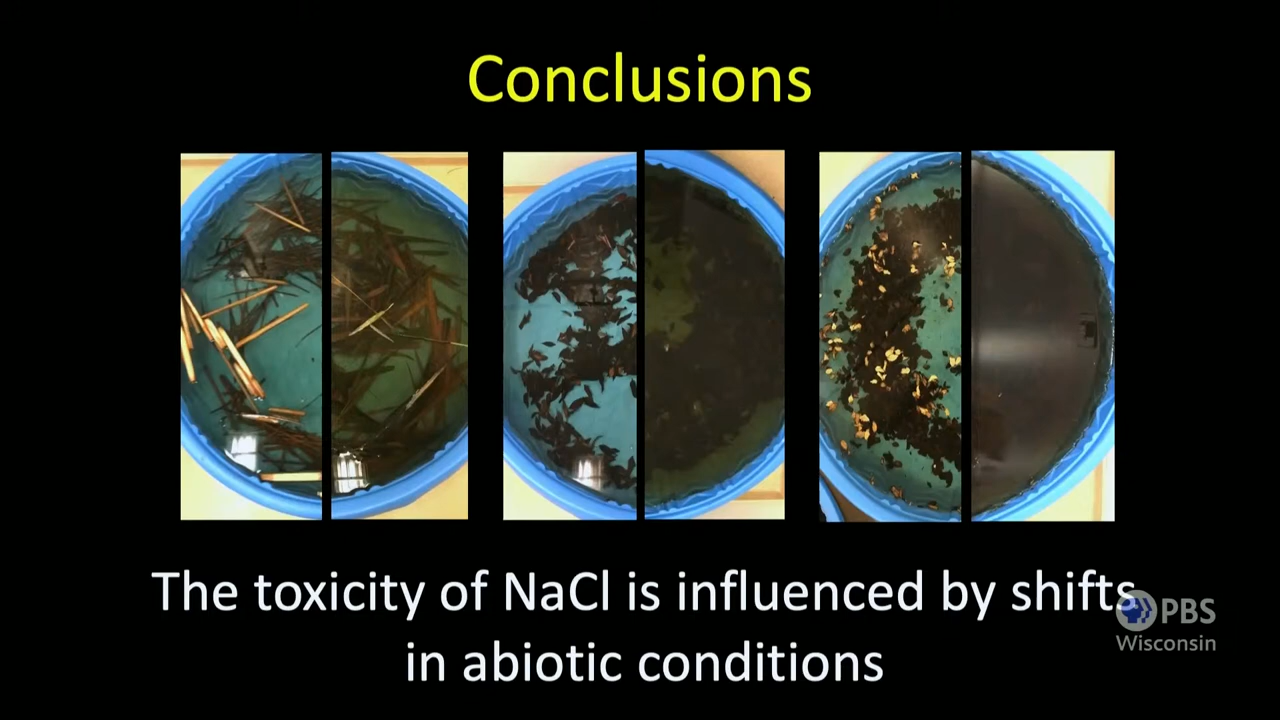 Conclusions
The toxicity of NaCl is influenced by shifts
in abiotic conditions
PBS
Wisconsin